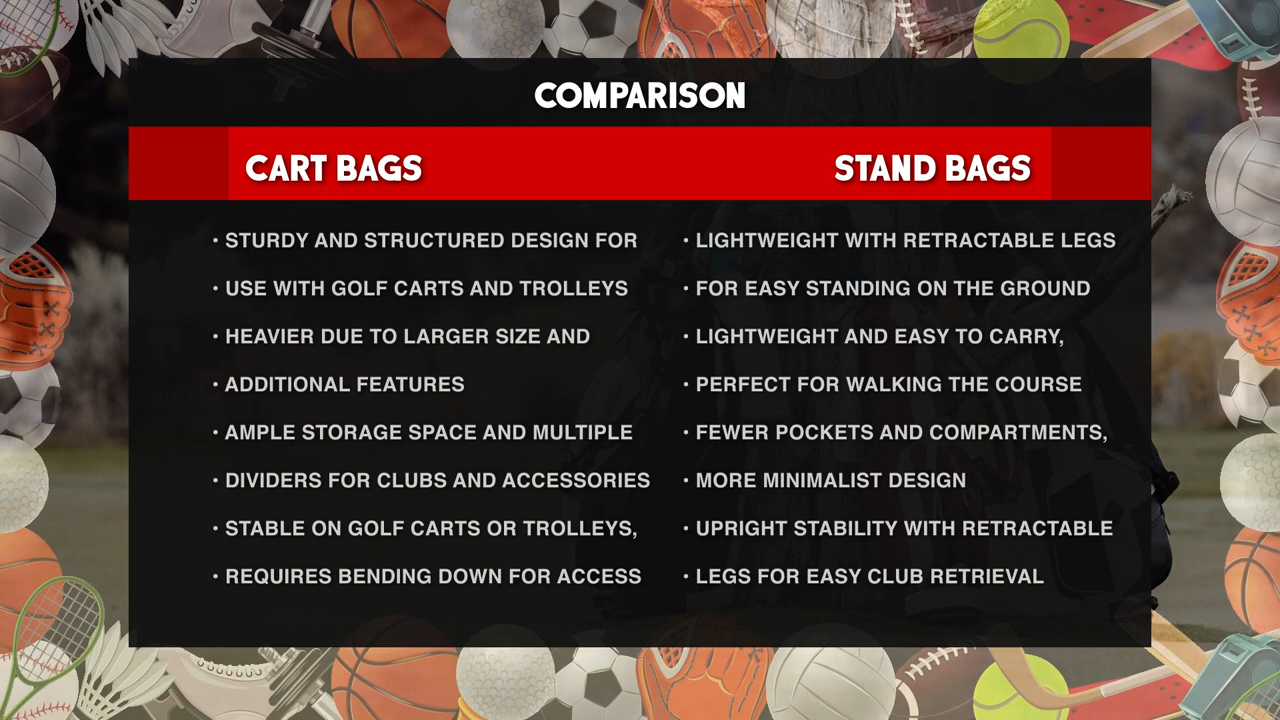 COMPARISON
CART BAGS
STAND BAGS
· STURDY AND STRUCTURED DESIGN FOR
· USE WITH GOLF CARTS AND TROLLEYS
· HEAVIER DUE TO LARGER SIZE AND
· ADDITIONAL FEATURES
· AMPLE STORAGE SPACE AND MULTIPLE
· DIVIDERS FOR CLUBS AND ACCESSORIES
· STABLE ON GOLF CARTS OR TROLLEYS,
· REQUIRES BENDING DOWN FOR ACCESS
· LIGHTWEIGHT WITH RETRACTABLE LEGS
· FOR EASY STANDING ON THE GROUND
· LIGHTWEIGHT AND EASY TO CARRY,
· PERFECT FOR WALKING THE COURSE
· FEWER POCKETS AND COMPARTMENTS,
· MORE MINIMALIST DESIGN
· UPRIGHT STABILITY WITH RETRACTABLE
· LEGS FOR EASY CLUB RETRIEVAL